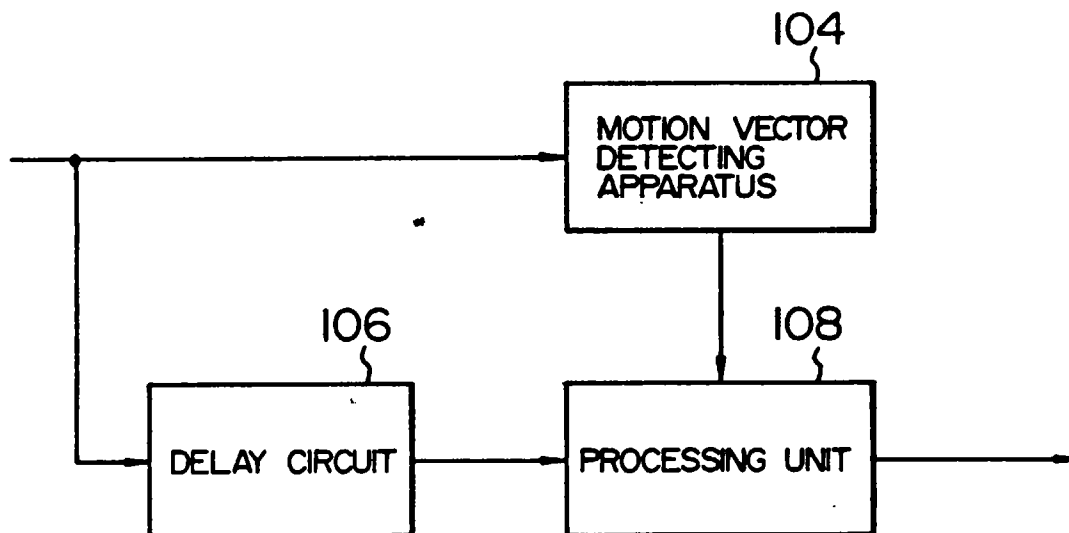 104
MOTION VECTOR
DETECTING
APPARATUS
106
108
DELAY CIRCUIT
PROCESSING UNIT